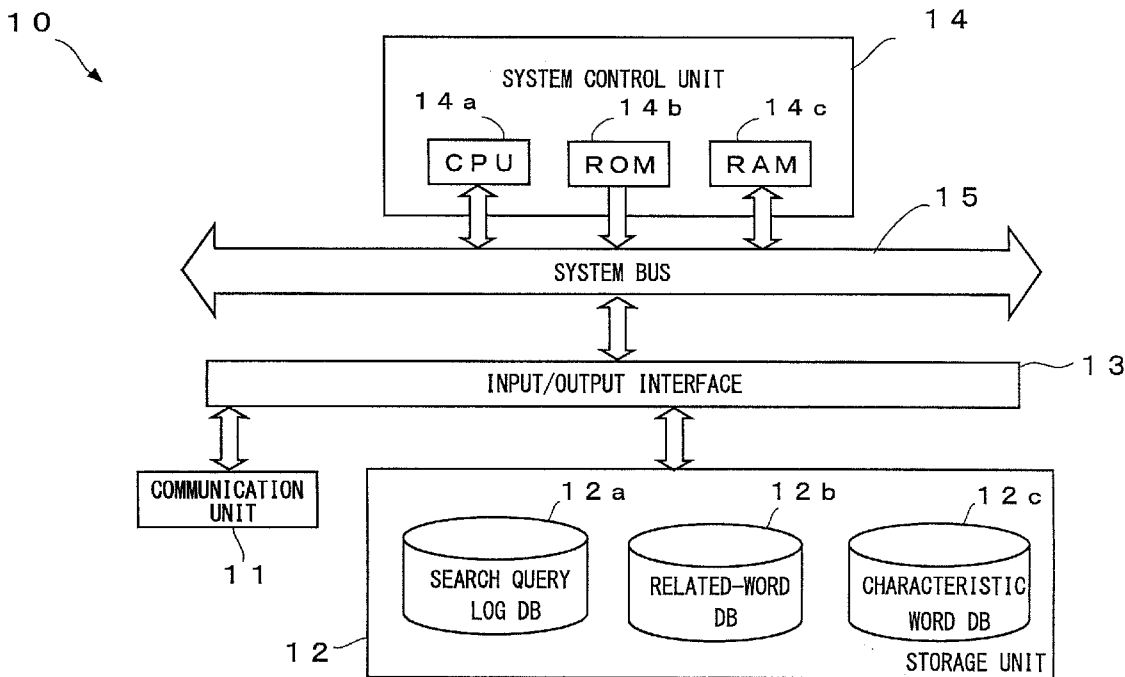 10
14
SYSTEM CONTROL UNIT
14a
14b
14c
CPU
ROM
RAM
15
SYSTEM BUS
13
INPUT/OUTPUT INTERFACE
COMMUNICATION
UNIT
11
12a
12b
12c
SEARCH QUERY
LOG DB
RELATED-WORD
DB
CHARACTERISTIC
WORD DB
12
STORAGE UNIT